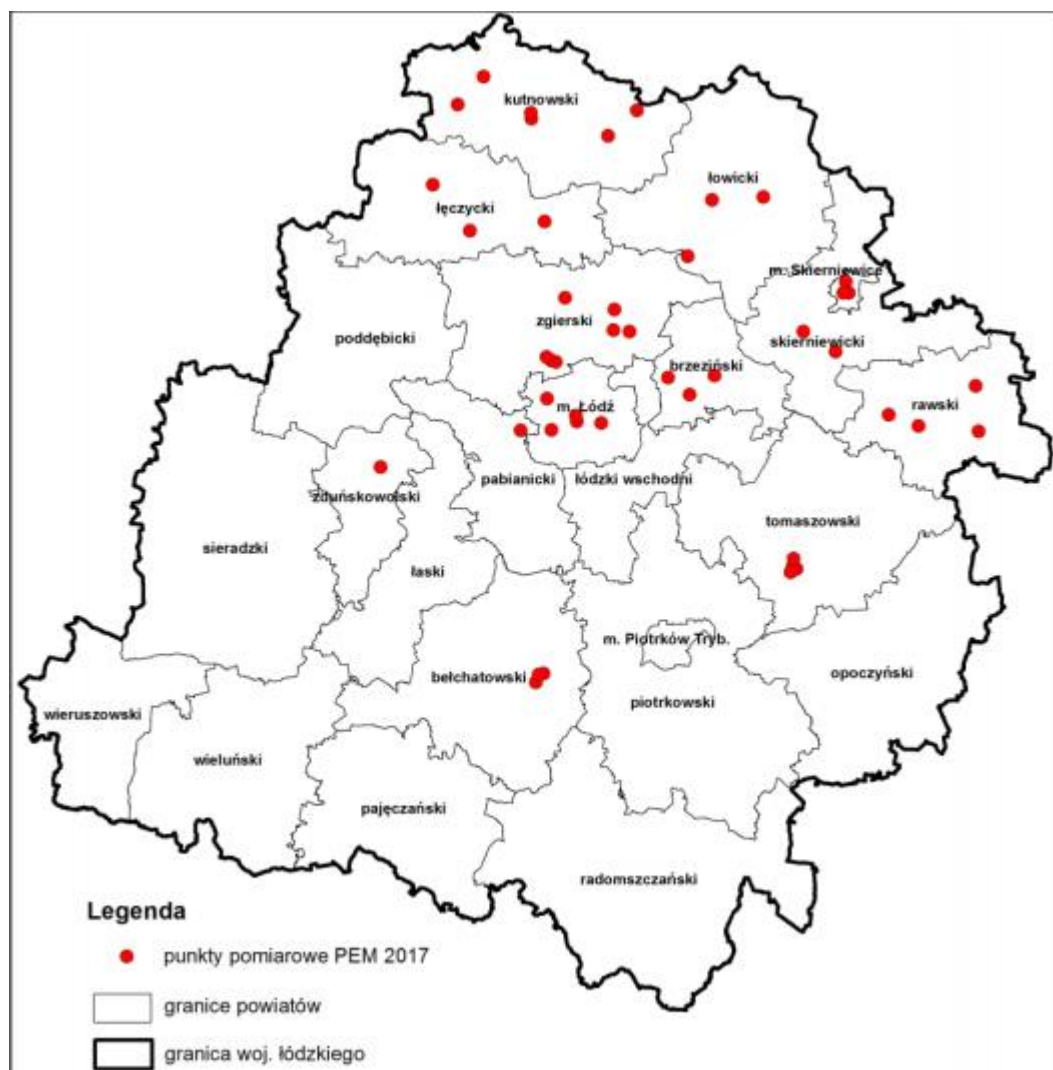 kutnowski
łowicki
łęczycki
m. Skierniewice
zgierski
poddębicki
skierniewicki
brzeziński
rawski
m. Łódź
pabianicki
łódzki wschodni
zduńskowolski
tomaszowski
sieradzki
łaski
m. Piotrków Tryb.
bełchatowski
opoczyński
piotrkowski
wieruszowski
wieluński
pajęczański
radomszczański
Legenda
punkty pomiarowe PEM 2017
granice powiatów
granica woj. łódzkiego